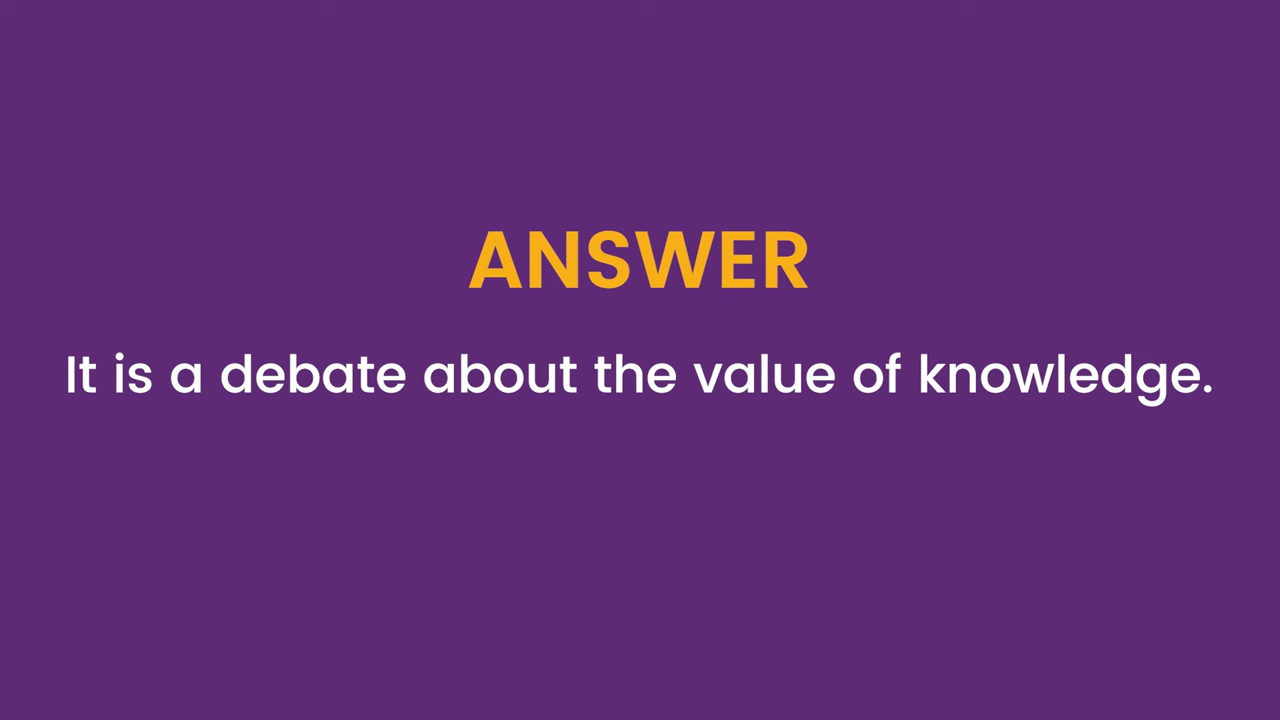 ANSWER
It is a debate about the value of knowledge.